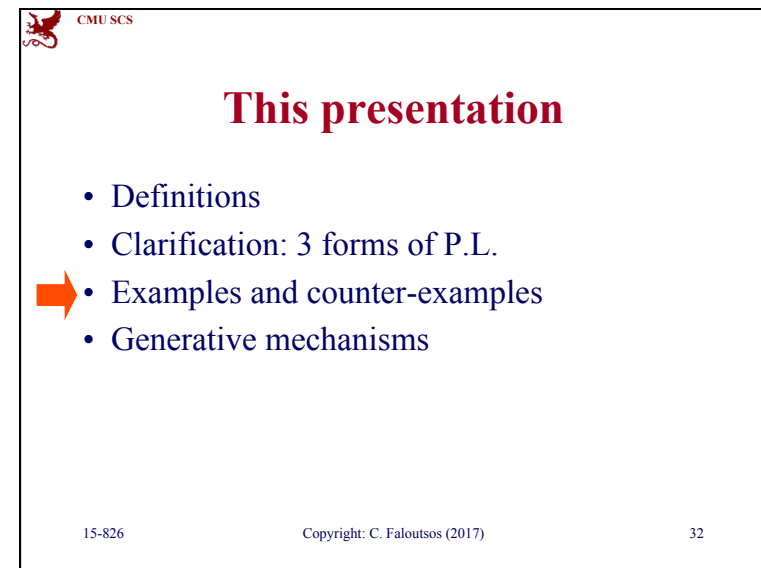 CMU SCS
This presentation
• Definitions
• Clarification: 3 forms of P.L.
• Examples and counter-examples
• Generative mechanisms
15-826 Copyright: C. Faloutsos (2017) 32